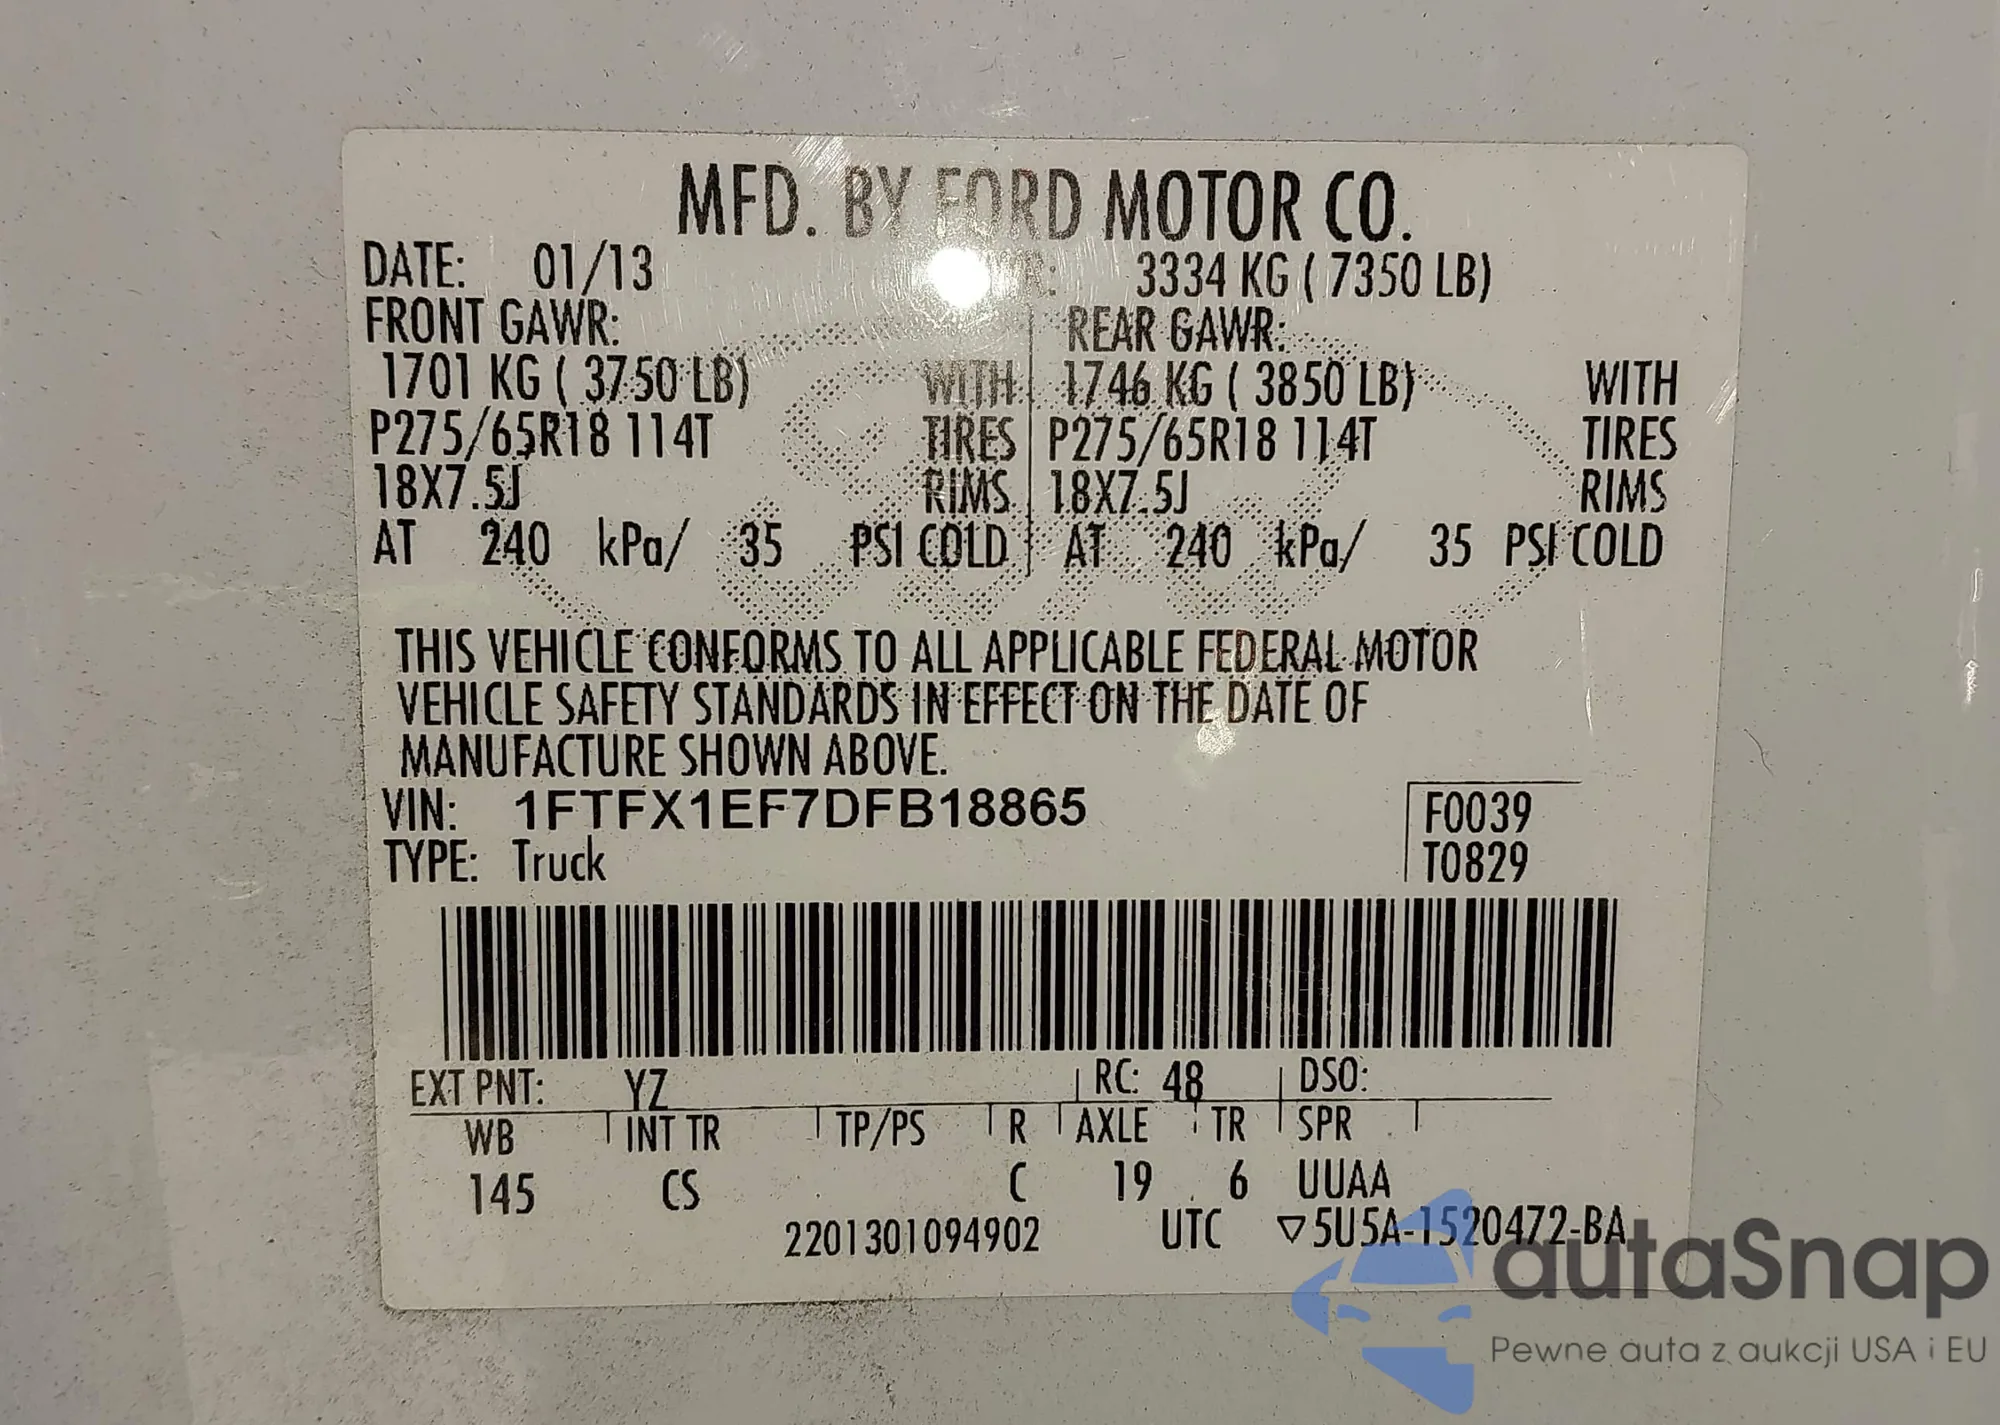 MFD. BY FORD MOTOR CO.
DATE: 01/13 3334 KG ( 7350 LB)
FRONT GAWR: REAR GAWR:
1701 KG ( 3750 LB) WITH 1746 KG ( 3850 LB) WITH
P275/65R18 114T TIRES P275/65R18 114T TIRES
18X7.5J RIMS 18X7.5J RIMS
AT 240 kPa/ 35 PSI COLD AT 240 kPa/ 35 PSI COLD
THIS VEHICLE CONFORMS TO ALL APPLICABLE FEDERAL MOTOR
VEHICLE SAFETY STANDARDS IN EFFECT ON THE DATE OF
MANUFACTURE SHOWN ABOVE.
VIN: 1FTFX1EF7DFB18865 F0039
TYPE: Truck T0829
EXT PNT: YZ RC: 48 DSO:
WB INT TR TP/PS R AXLE TR SPR
145 CS C 19 6 UUAA
2201301094902 UTC ▽5U5A-1520472-BA
autaSnap
Pewne auta z aukcji USA i EU